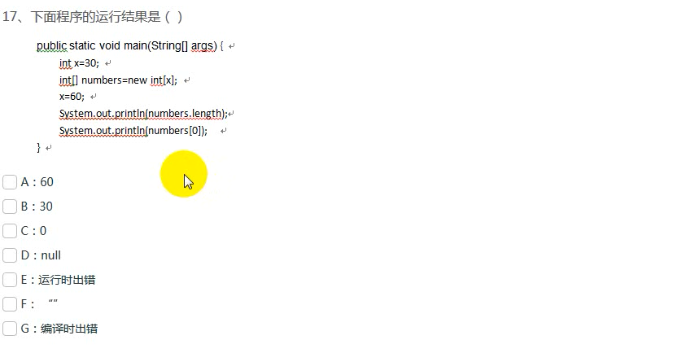 17、下面程序的运行结果是 ( )
public static void main(String[] args) {
int x=30;
int[] numbers=new int[x];
x=60;
System.out.println(numbers.length);
System.out.println(numbers[0]);
}
A：60
B：30
C：0
D：null
E：运行时出错
F： “”
G：编译时出错